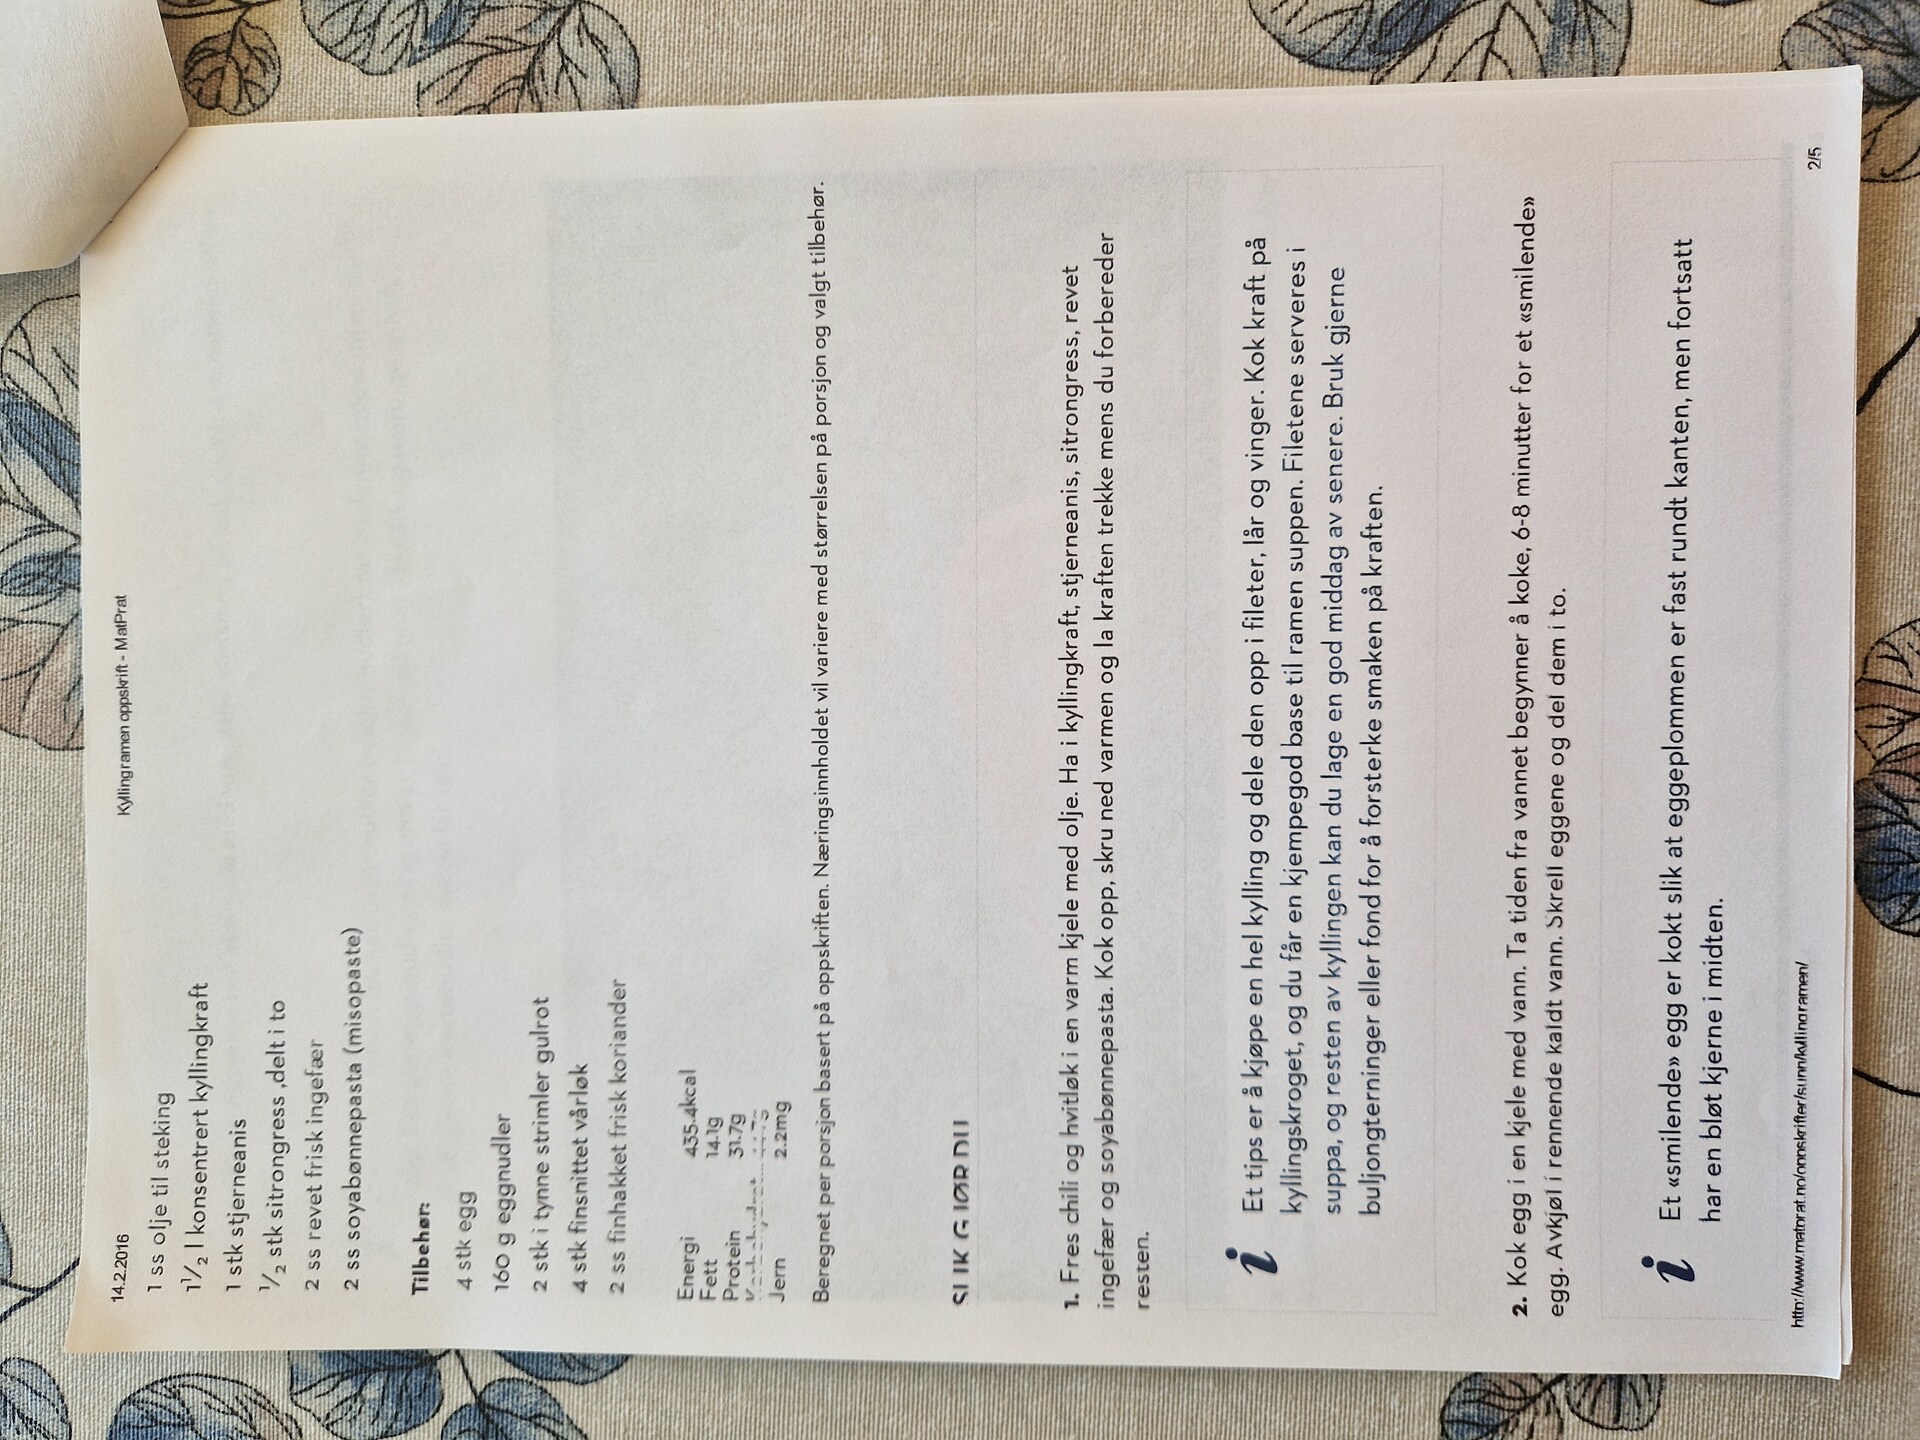 14.2.2016
Kyllingramen oppskrift - MatPrat
1 ss olje til steking
1½ l konsentrert kyllingkraft
1 stk stjerneanis
½ stk sitrongress ,delt i to
2 ss revet frisk ingefær
2 ss soyabønnepasta (misopaste)
Tilbehør:
4 stk egg
160 g eggnudler
2 stk i tynne strimler gulrot
4 stk finsnittet vårløk
2 ss finhakket frisk koriander
Energi 435.4kcal
Fett 14.1g
Protein 31.7g
Karbohydrat
Jern 2.2mg
Beregnet per porsjon basert på oppskriften. Næringsinnholdet vil variere med størrelsen på porsjon og valgt tilbehør.
SLIK GJØR DU
1. Fres chili og hvitløk i en varm kjele med olje. Ha i kyllingkraft, stjerneanis, sitrongress, revet
ingefær og soyabønnepasta. Kok opp, skru ned varmen og la kraften trekke mens du forbereder
resten.
i Et tips er å kjøpe en hel kylling og dele den opp i fileter, lår og vinger. Kok kraft på
kyllingskroget, og du får en kjempegod base til ramen suppen. Filetene serveres i
suppa, og resten av kyllingen kan du lage en god middag av senere. Bruk gjerne
buljongterninger eller fond for å forsterke smaken på kraften.
2. Kok egg i en kjele med vann. Ta tiden fra vannet begynner å koke, 6-8 minutter for et «smilende»
egg. Avkjøl i rennende kaldt vann. Skrell eggene og del dem i to.
i Et «smilende» egg er kokt slik at eggeplommen er fast rundt kanten, men fortsatt
har en bløt kjerne i midten.
http://www.matprat.no/oppskrifter/sunn/kyllingramen/
2/5